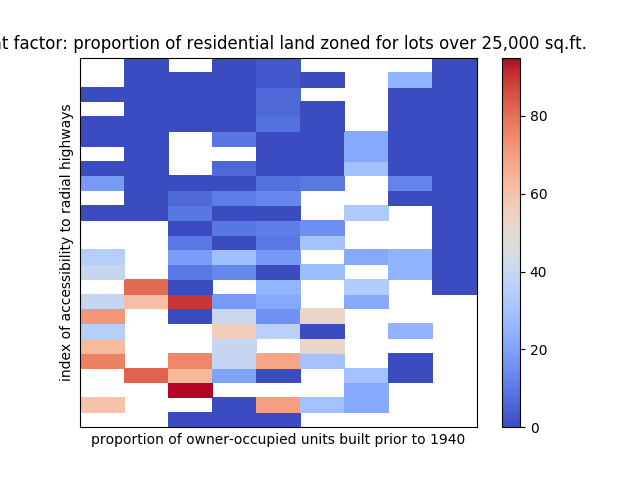 factor: proportion of residential land zoned for lots over 25,000 sq.ft.
index of accessibility to radial highways
80
60
40
20
0
proportion of owner-occupied units built prior to 1940